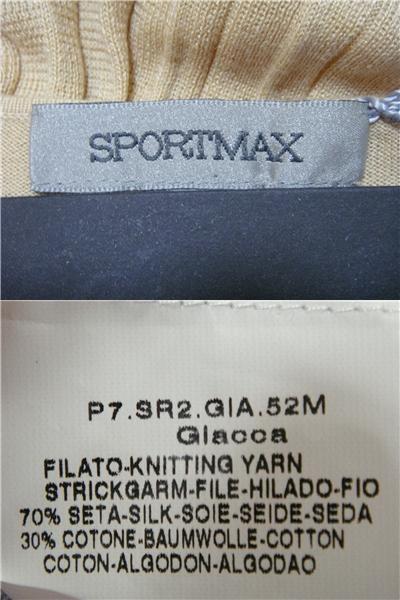 SPORTMAX
P7.SR2.GIA.52M
Giacca
FILATO-KNITTING YARN
STRICKGARM-FILE-HILADO-FIO
70% SETA-SILK-SOIE-SEIDE-SEDA
30% COTONE-BAUMWOLLE-COTTON
COTON-ALGODON-ALGODAO